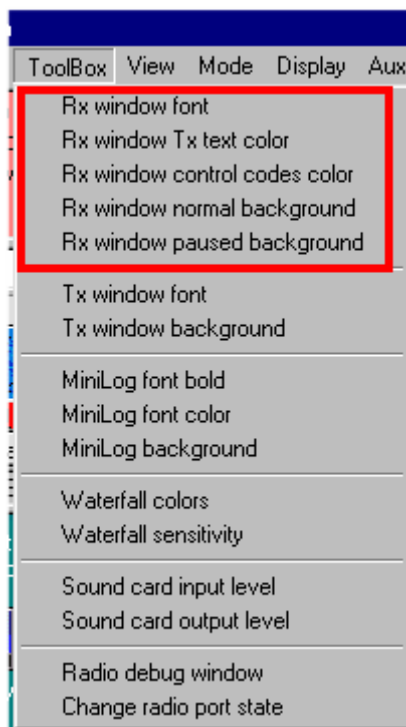 ToolBox View Mode Display Aux
Rx window font
Rx window Tx text color
Rx window control codes color
Rx window normal background
Rx window paused background
Tx window font
Tx window background
MiniLog font bold
MiniLog font color
MiniLog background
Waterfall colors
Waterfall sensitivity
Sound card input level
Sound card output level
Radio debug window
Change radio port state